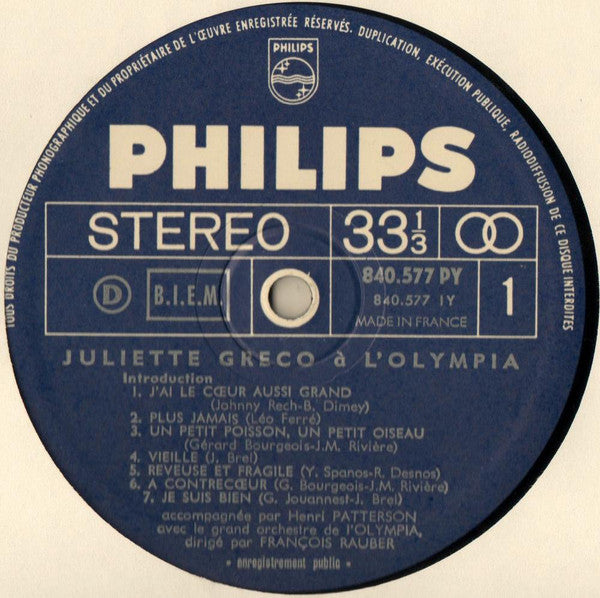 TOUS DROITS DU PRODUCTEUR PHONOGRAPHIQUE ET DU PROPRIÉTAIRE DE L'ŒUVRE ENREGISTRÉE RÉSERVÉS. DUPLICATION, EXÉCUTION PUBLIQUE, RADIODIFFUSION DE CE DISQUE INTERDITES
PHILIPS
PHILIPS
STEREO 33 1/3
D B.I.E.M. 840.577 PY 1
840.577 1Y
MADE IN FRANCE
JULIETTE GRECO à L'OLYMPIA
Introduction
1. J'AI LE CŒUR AUSSI GRAND
(Johnny Rech-B. Dimey)
2. PLUS JAMAIS (Léo Ferré)
3. UN PETIT POISSON, UN PETIT OISEAU
(Gérard Bourgeois-J.M. Rivière)
4. VIEILLE (J. Brel)
5. REVEUSE ET FRAGILE (Y. Spanos-R. Desnos)
6. A CONTRECŒUR (G. Bourgeois-J.M. Rivière)
7. JE SUIS BIEN (G. Jouannest-J. Brel)
accompagnée par Henri PATTERSON
avec le grand orchestre de l'OLYMPIA,
dirigé par FRANÇOIS RAUBER
« enregistrement public »